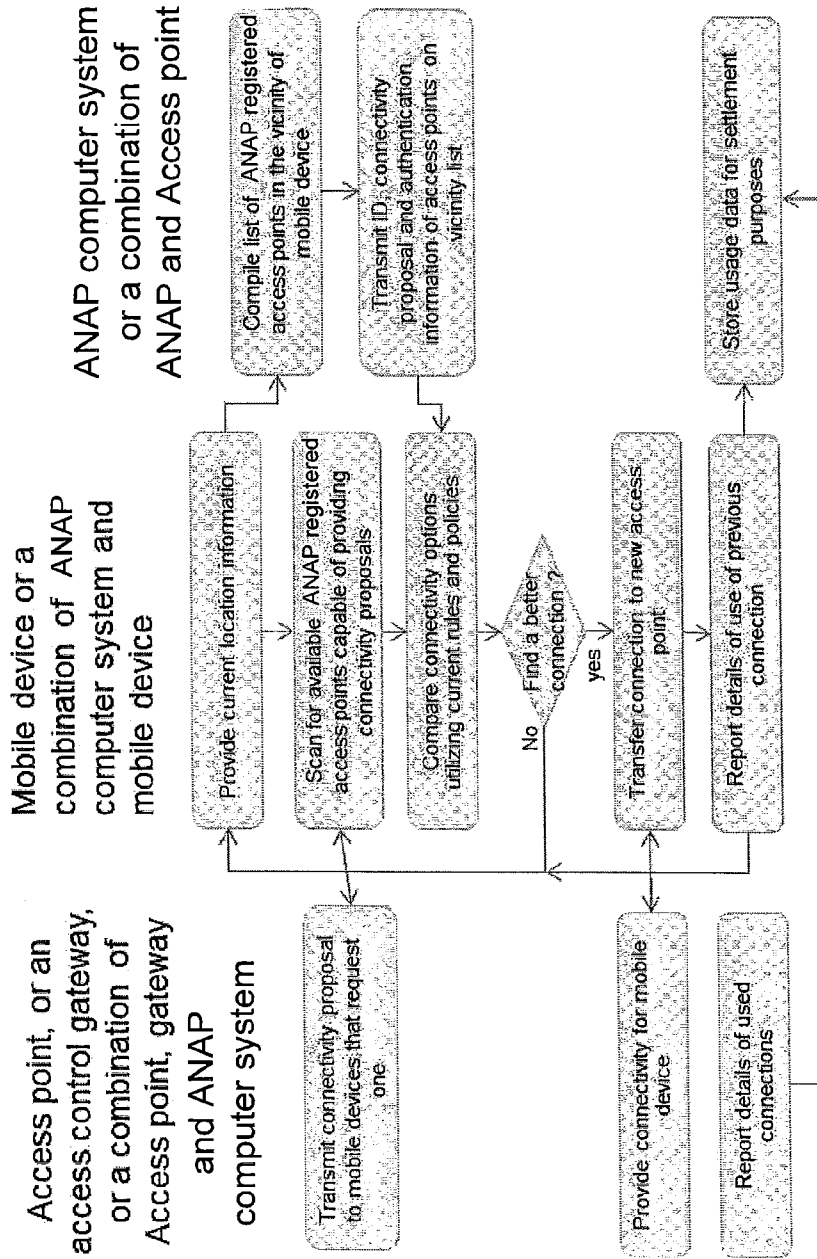 Access point, or an
access control gateway,
or a combination of
Access point, gateway
and ANAP
computer system
Transmit connectivity proposal
to mobile devices that request
one
Provide connectivity for mobile
device
Report details of used
connections
Mobile device or a
combination of ANAP
computer system and
mobile device
Provide current location information
Scan for available ANAP registered
access points capable of providing
connectivity proposals
Compare connectivity options
utilizing current rules and policies
No
Find a better
connection ?
yes
Transfer connection to new access
point
Report details of use of previous
connection
ANAP computer system
or a combination of
ANAP and Access point
Compile list of ANAP registered
access points in the vicinity of
mobile device
Transmit ID, connectivity
proposal and authentication
information of access points on
vicinity list
Store usage data for settlement
purposes